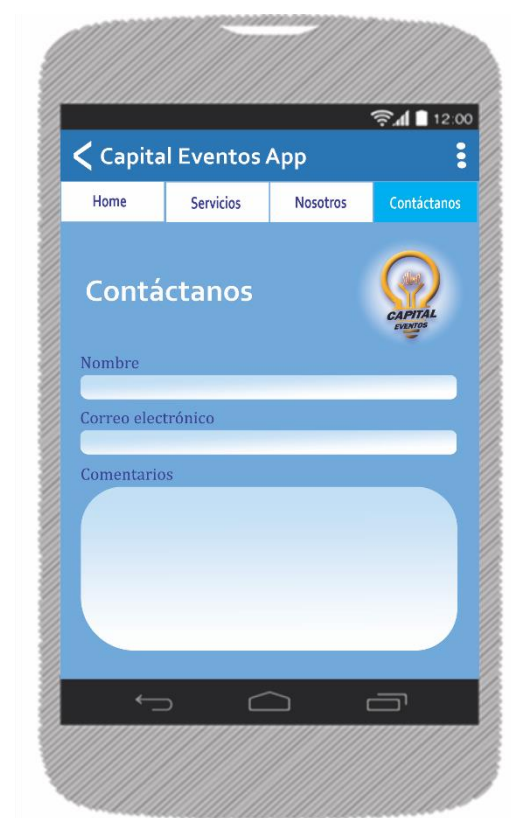 12:00
Capital Eventos App
Home Servicios Nosotros Contáctanos
Contáctanos
CAPITAL
EVENTOS
Nombre
Correo electrónico
Comentarios